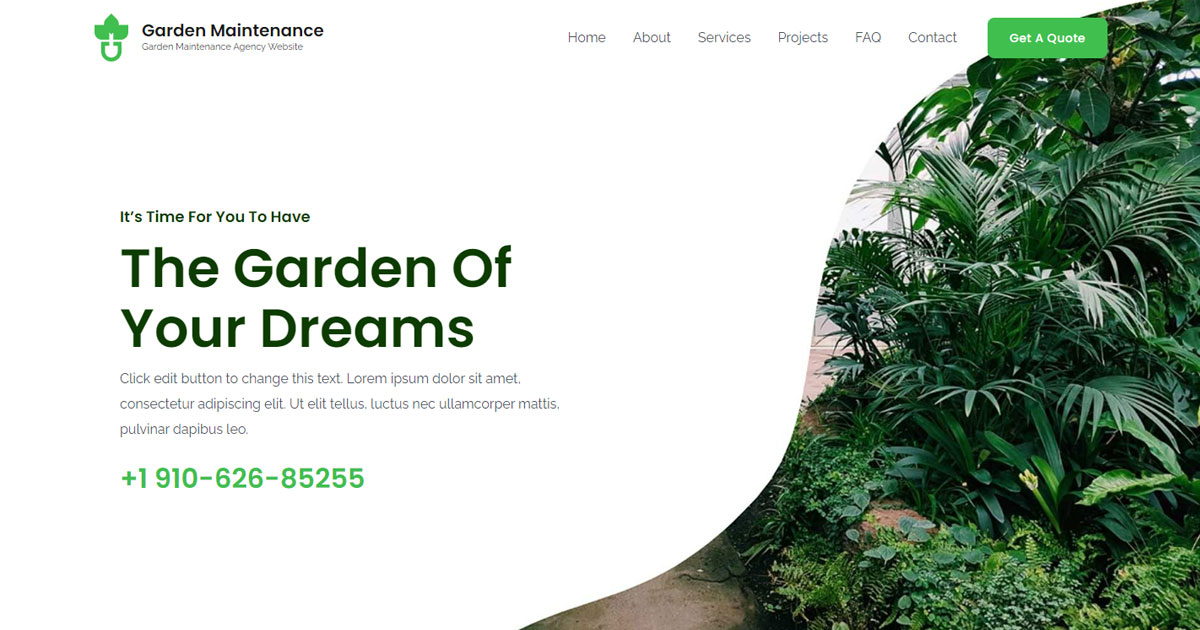 Garden Maintenance
Garden Maintenance Agency Website
Home About Services Projects FAQ Contact Get A Quote
It’s Time For You To Have
The Garden Of
Your Dreams
Click edit button to change this text. Lorem ipsum dolor sit amet,
consectetur adipiscing elit. Ut elit tellus, luctus nec ullamcorper mattis,
pulvinar dapibus leo.
+1 910-626-85255